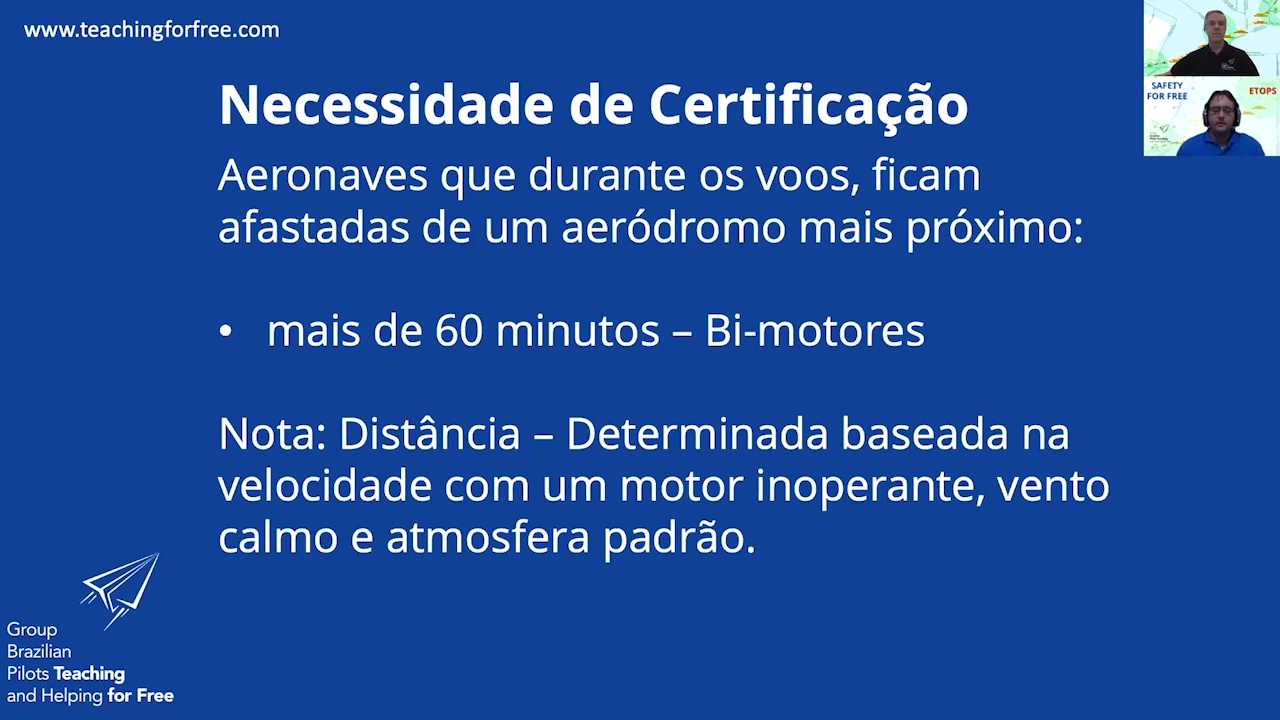 www.teachingforfree.com
Necessidade de Certificação
Aeronaves que durante os voos, ficam
afastadas de um aeródromo mais próximo:
• mais de 60 minutos – Bi-motores
Nota: Distância – Determinada baseada na
velocidade com um motor inoperante, vento
calmo e atmosfera padrão.
Group
Brazilian
Pilots Teaching
and Helping for Free
SAFETY
FOR FREE
ETOPS